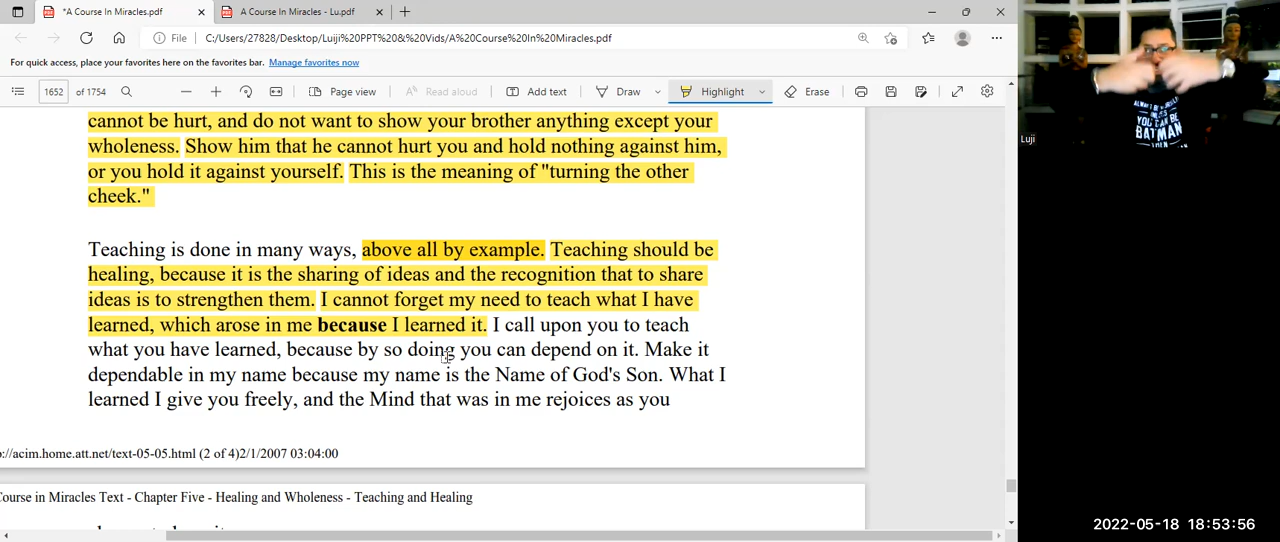 *A Course In Miracles.pdf
A Course In Miracles - Lu.pdf
File
C:/Users/27828/Desktop/Luiji%20PPT%20&%20Vids/A%20Course%20In%20Miracles.pdf
For quick access, place your favorites here on the favorites bar. Manage favorites now
1652 of 1754
Page view
Read aloud
Add text
Draw
Highlight
Erase
cannot be hurt, and do not want to show your brother anything except your
wholeness. Show him that he cannot hurt you and hold nothing against him,
or you hold it against yourself. This is the meaning of "turning the other
cheek."
Teaching is done in many ways, above all by example. Teaching should be
healing, because it is the sharing of ideas and the recognition that to share
ideas is to strengthen them. I cannot forget my need to teach what I have
learned, which arose in me because I learned it. I call upon you to teach
what you have learned, because by so doing you can depend on it. Make it
dependable in my name because my name is the Name of God's Son. What I
learned I give you freely, and the Mind that was in me rejoices as you
://acim.home.att.net/text-05-05.html (2 of 4)2/1/2007 03:04:00
Course in Miracles Text - Chapter Five - Healing and Wholeness - Teaching and Healing
Luji
YOU CAN BE
BATMAN
2022-05-18 18:53:56